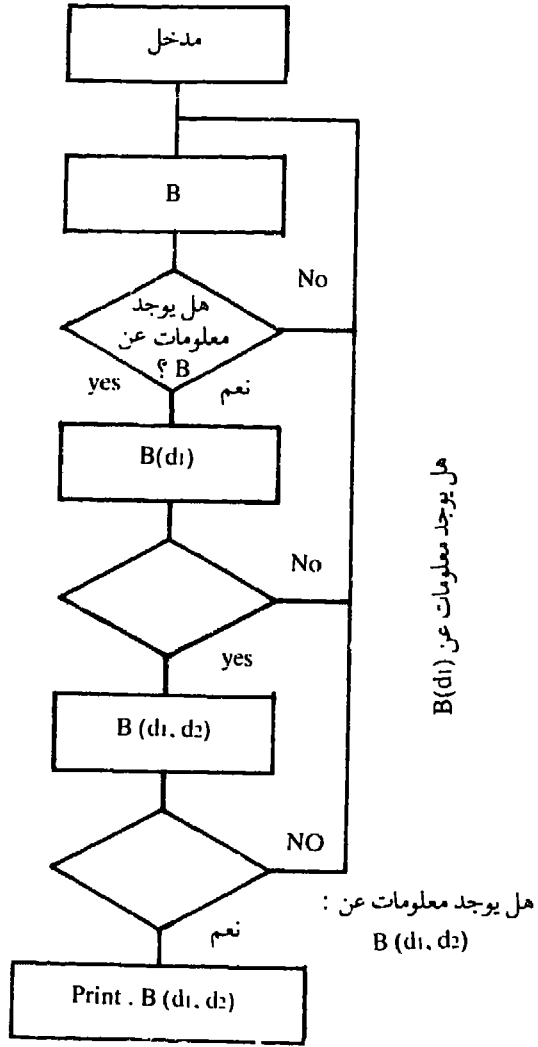 مدخل
B
No
هل يوجد
معلومات عن
B ؟
yes
نعم
B(d1)
هل يوجد معلومات عن B(d1)
No
yes
B (d1. d2)
NO
هل يوجد معلومات عن :
B (d1. d2)
نعم
Print . B (d1. d2)